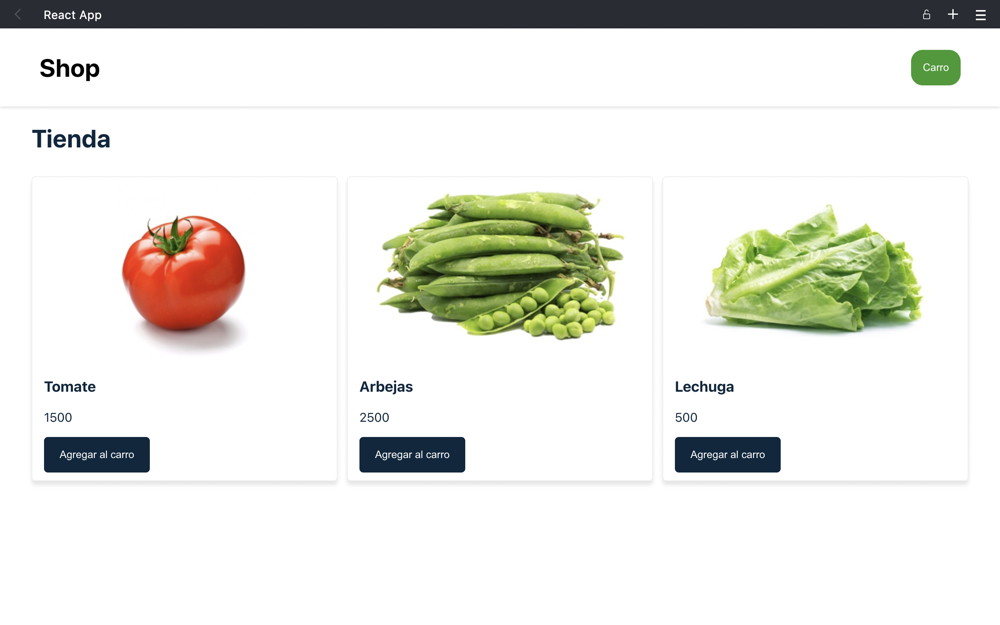 React App
Shop
Carro
Tienda
Tomate
1500
Agregar al carro
Arbejas
2500
Agregar al carro
Lechuga
500
Agregar al carro